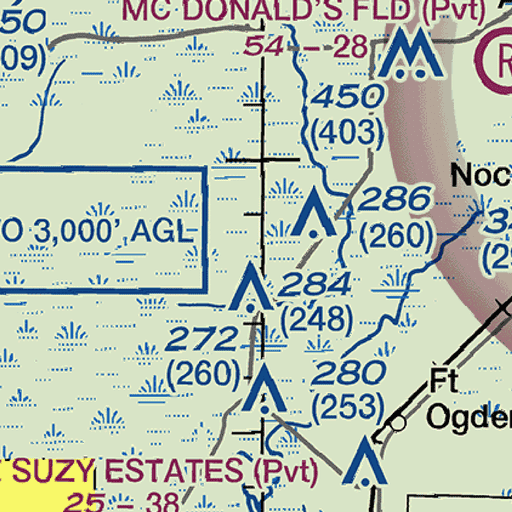 MC DONALD'S FLD (Pvt)
54 - - 28
50
09)
R
450
(403)
Noc
286
(260)
TO 3,000' AGL
284
(248)
272
(260)
280
(253)
Ft
Ogden
SUZY ESTATES (Pvt)
25 - 38